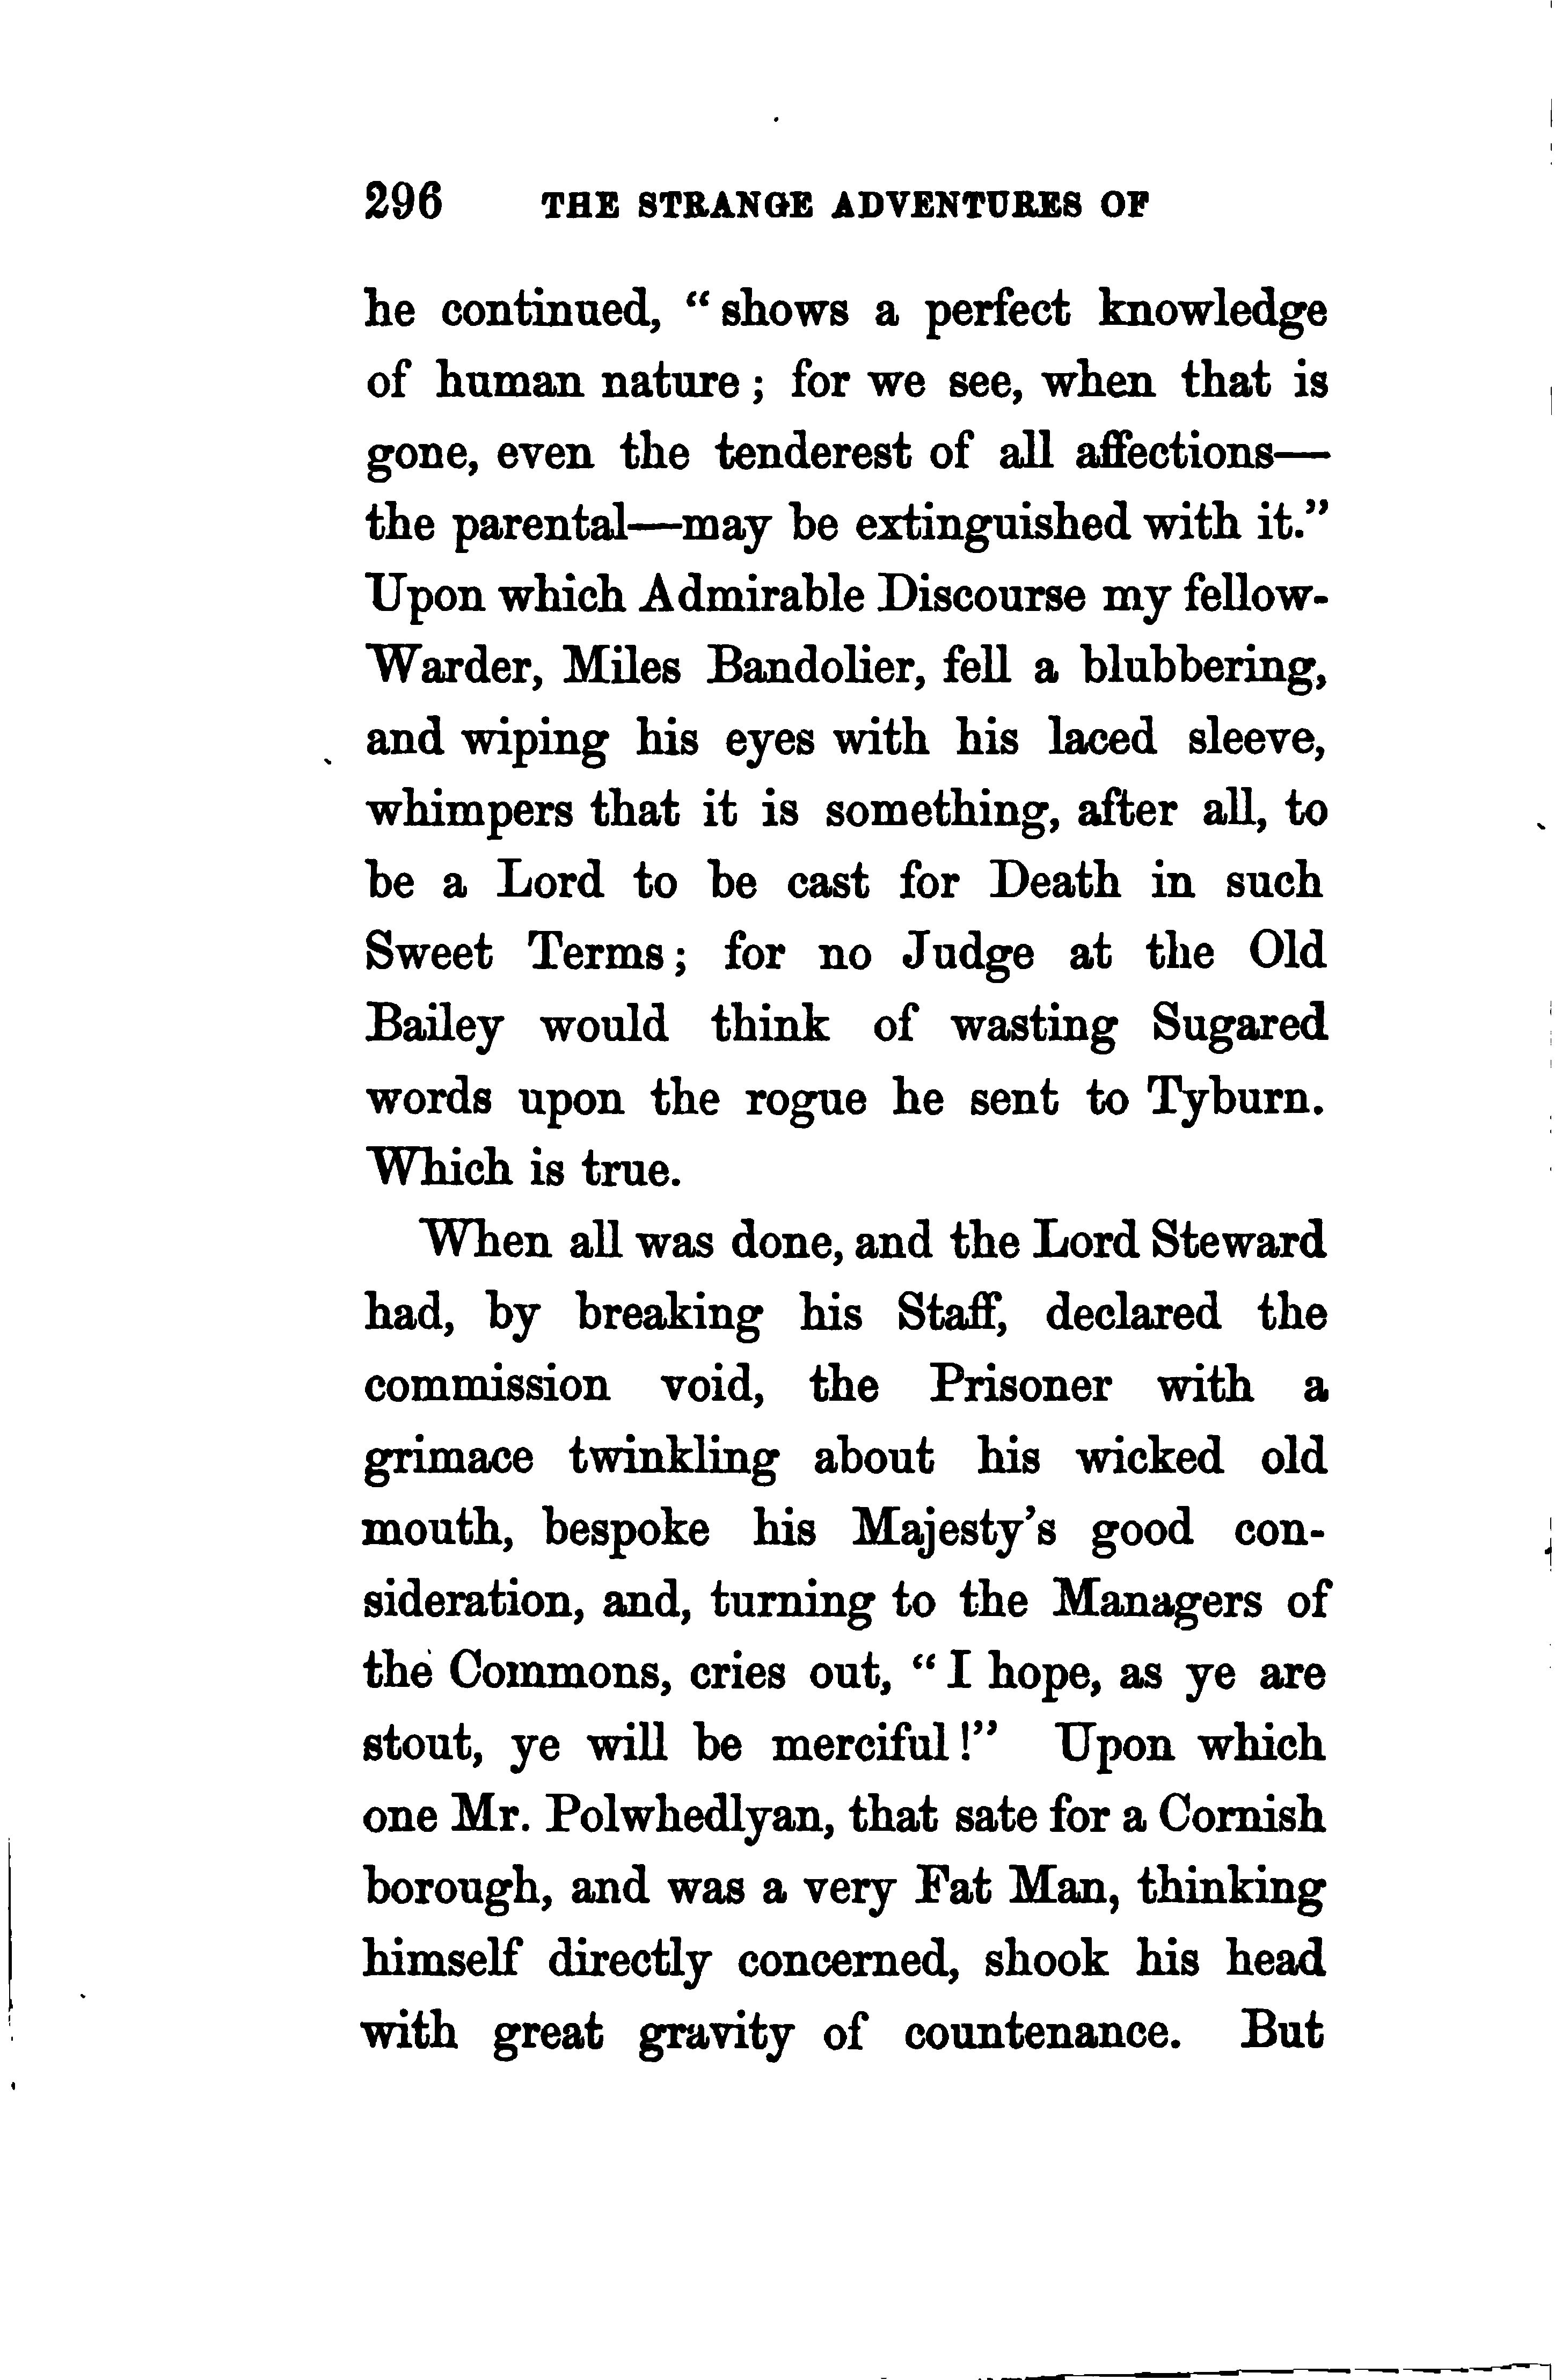 296 THE STRANGE ADVENTURES OF
he continued, “shows a perfect knowledge
of human nature; for we see, when that is
gone, even the tenderest of all affections—
the parental—may be extinguished with it.”
Upon which Admirable Discourse my fellow-
Warder, Miles Bandolier, fell a blubbering,
and wiping his eyes with his laced sleeve,
whimpers that it is something, after all, to
be a Lord to be cast for Death in such
Sweet Terms; for no Judge at the Old
Bailey would think of wasting Sugared
words upon the rogue he sent to Tyburn.
Which is true.
When all was done, and the Lord Steward
had, by breaking his Staff, declared the
commission void, the Prisoner with a
grimace twinkling about his wicked old
mouth, bespoke his Majesty’s good con-
sideration, and, turning to the Managers of
the Commons, cries out, “I hope, as ye are
stout, ye will be merciful!” Upon which
one Mr. Polwhedlyan, that sate for a Cornish
borough, and was a very Fat Man, thinking
himself directly concerned, shook his head
with great gravity of countenance. But